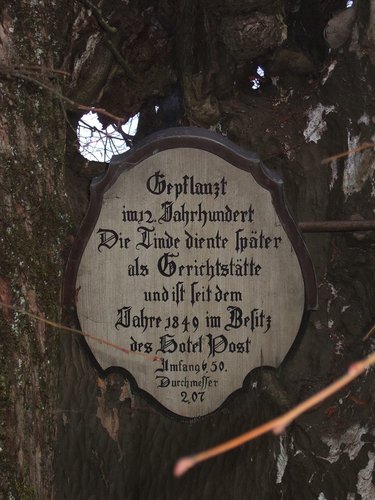 Gepflanzt
im 12. Jahrhundert
Die Linde diente später
als Gerichtstätte
und ist seit dem
Jahre 1849 im Besitz
des Hotel Post
Umfang 6,50.
Durchmesser
2,07